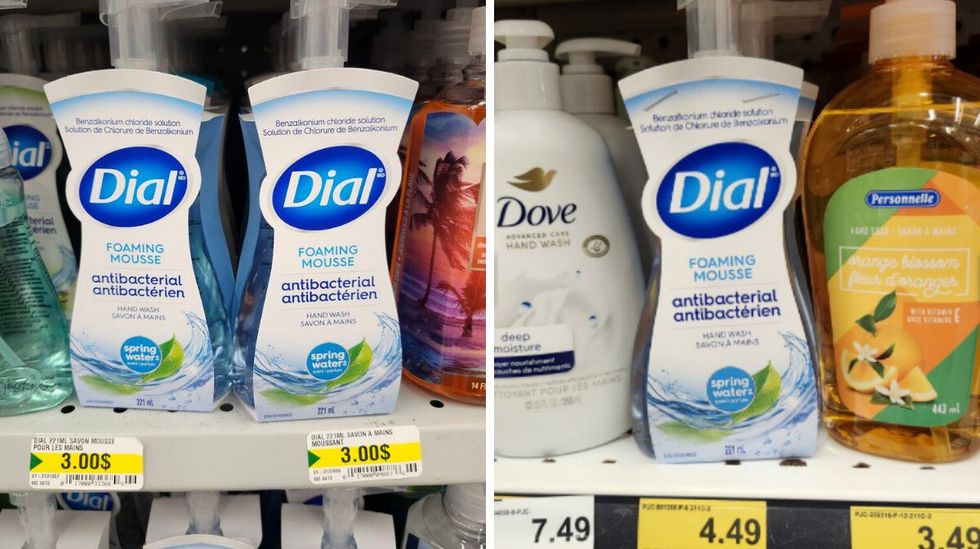 Benzalkonium chloride solution
Solution de Chlorure de Benzalkonium
Dial
FOAMING
MOUSSE
antibacterial
antibactérien
HAND WASH
SAVON À MAINS
spring
water
221 ml
Benzalkonium chloride solution
Solution de Chlorure de Benzalkonium
Dial
FOAMING
MOUSSE
antibacterial
antibactérien
HAND WASH
SAVON À MAINS
spring
water
221 ml
14 F
DIAL 221ML SAVON MOUSSE
POUR LES MAINS
3.00$
DIAL 221ML SAVON À MAINS
MOUSSANT
3.00$
Dial
Dove
ADVANCED CARE
HAND WASH
deep
moisture
Benzalkonium chloride solution
Solution de Chlorure de Benzalkonium
Dial
FOAMING
MOUSSE
antibacterial
antibactérien
HAND WASH
SAVON À MAINS
spring
water
221 ml
Personnelle
HAND SOAP • SAVON À MAINS
orange blossom
fleur d'oranger
WITH VITAMIN E
AVEC VITAMINE
443 ml
7.49
4.49
3.49